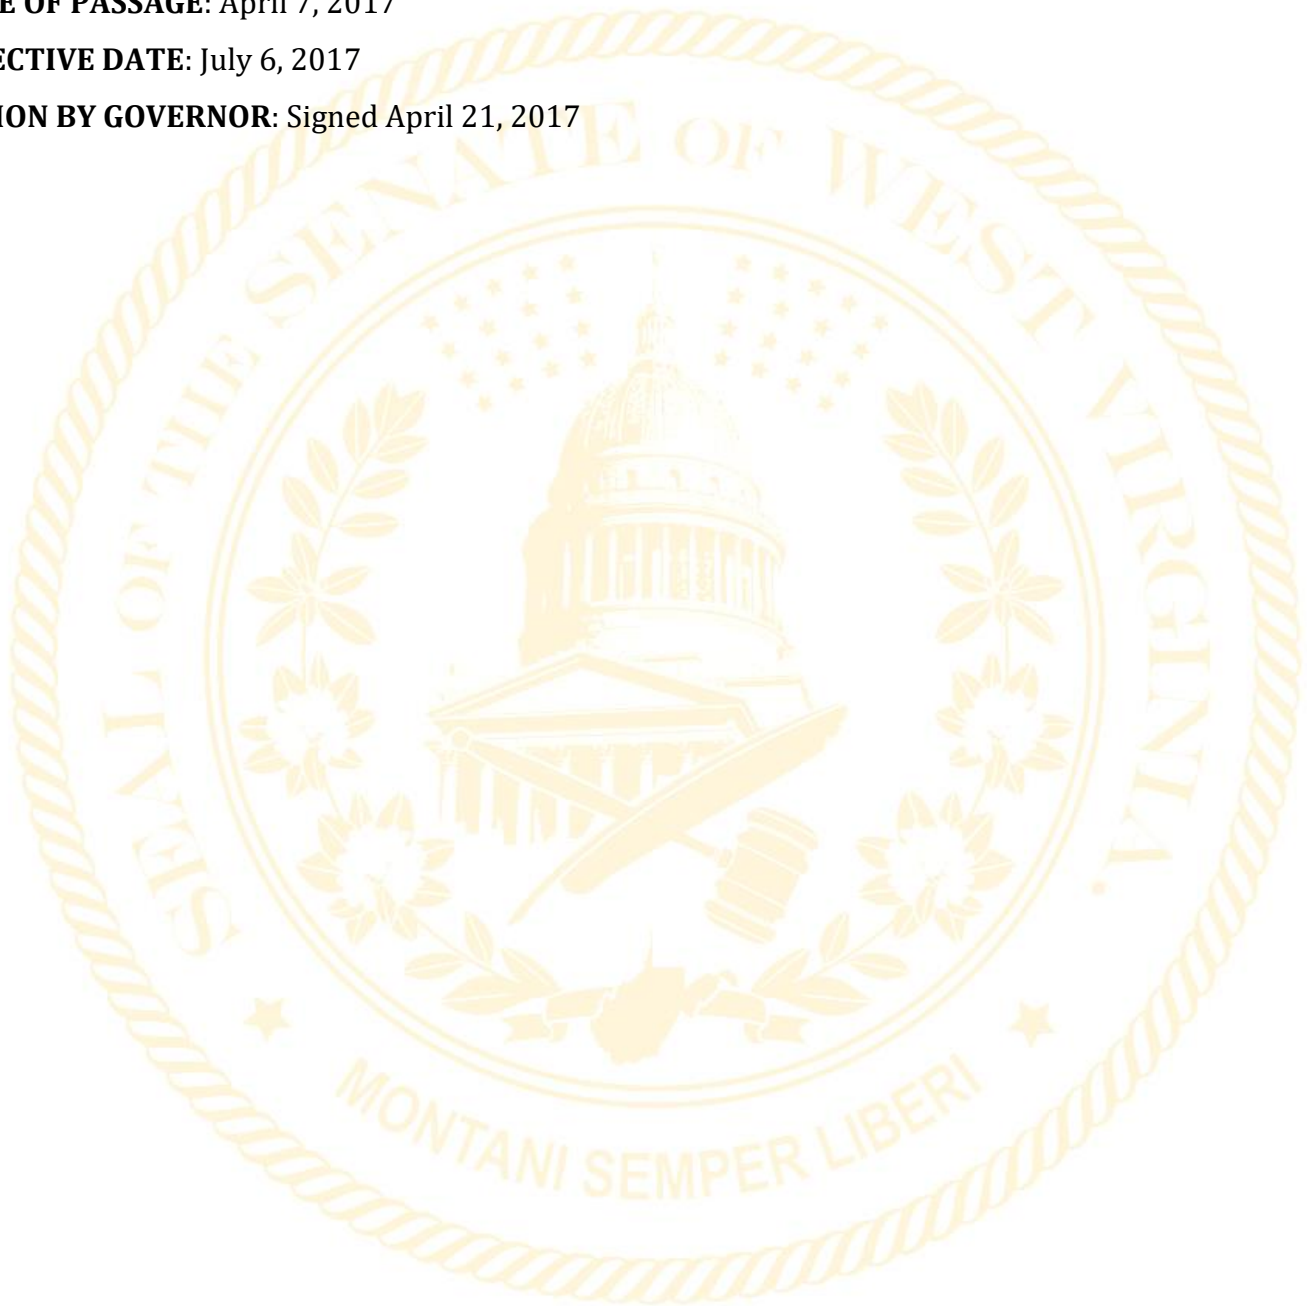 E OF PASSAGE: April 7, 2017
ECTIVE DATE: July 6, 2017
ION BY GOVERNOR: Signed April 21, 2017
SEAL OF THE SENATE OF WEST VIRGINIA
MONTANI SEMPER LIBERI